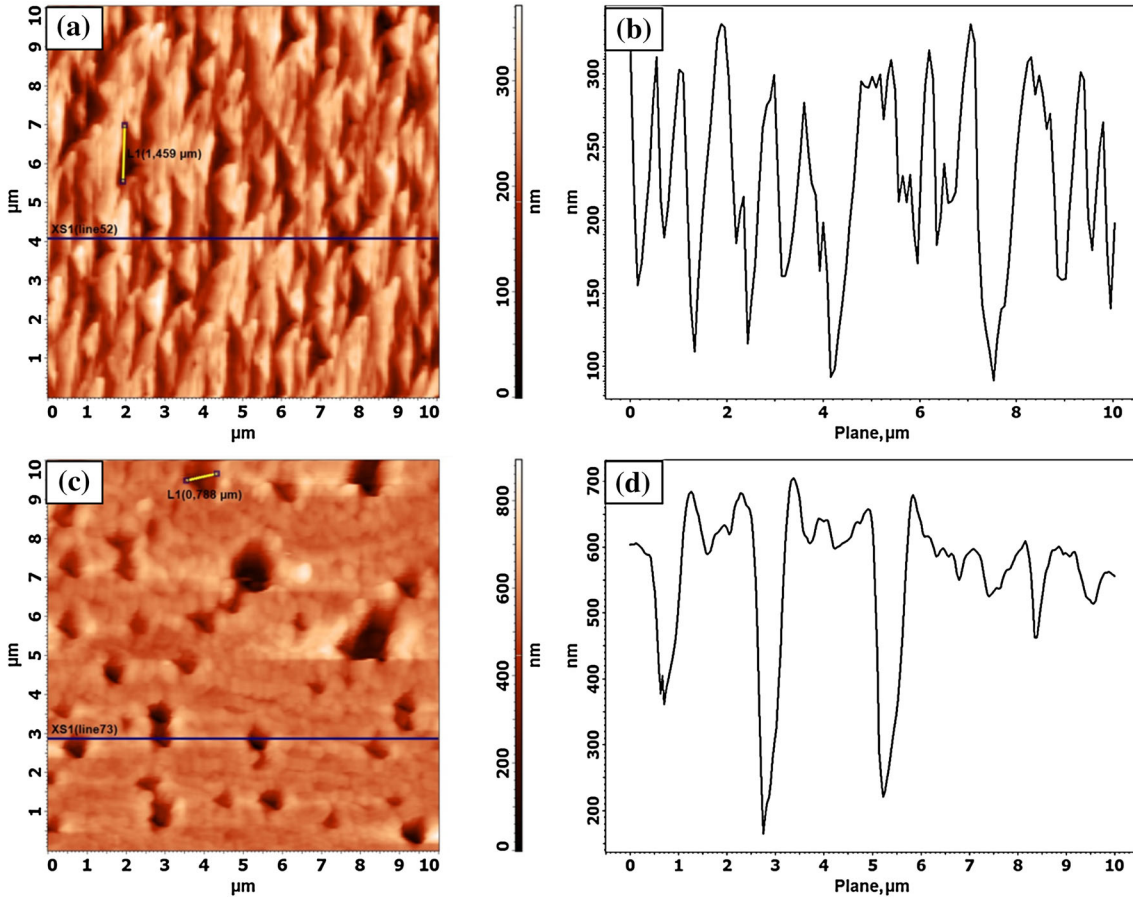 (a)
10
9
8
7
6
5
4
3
2
1
µm
L1(1,459 µm)
XS1(line52)
0 1 2 3 4 5 6 7 8 9 10
µm
300
200
100
0
nm
(b)
nm
300
250
200
150
100
0 2 4 6 8 10
Plane,µm
(c)
10
9
8
7
6
5
4
3
2
1
µm
L1(0,788 µm)
XS1(line73)
0 1 2 3 4 5 6 7 8 9 10
µm
800
600
400
200
0
nm
(d)
nm
700
600
500
400
300
200
0 1 2 3 4 5 6 7 8 9 10
Plane,µm